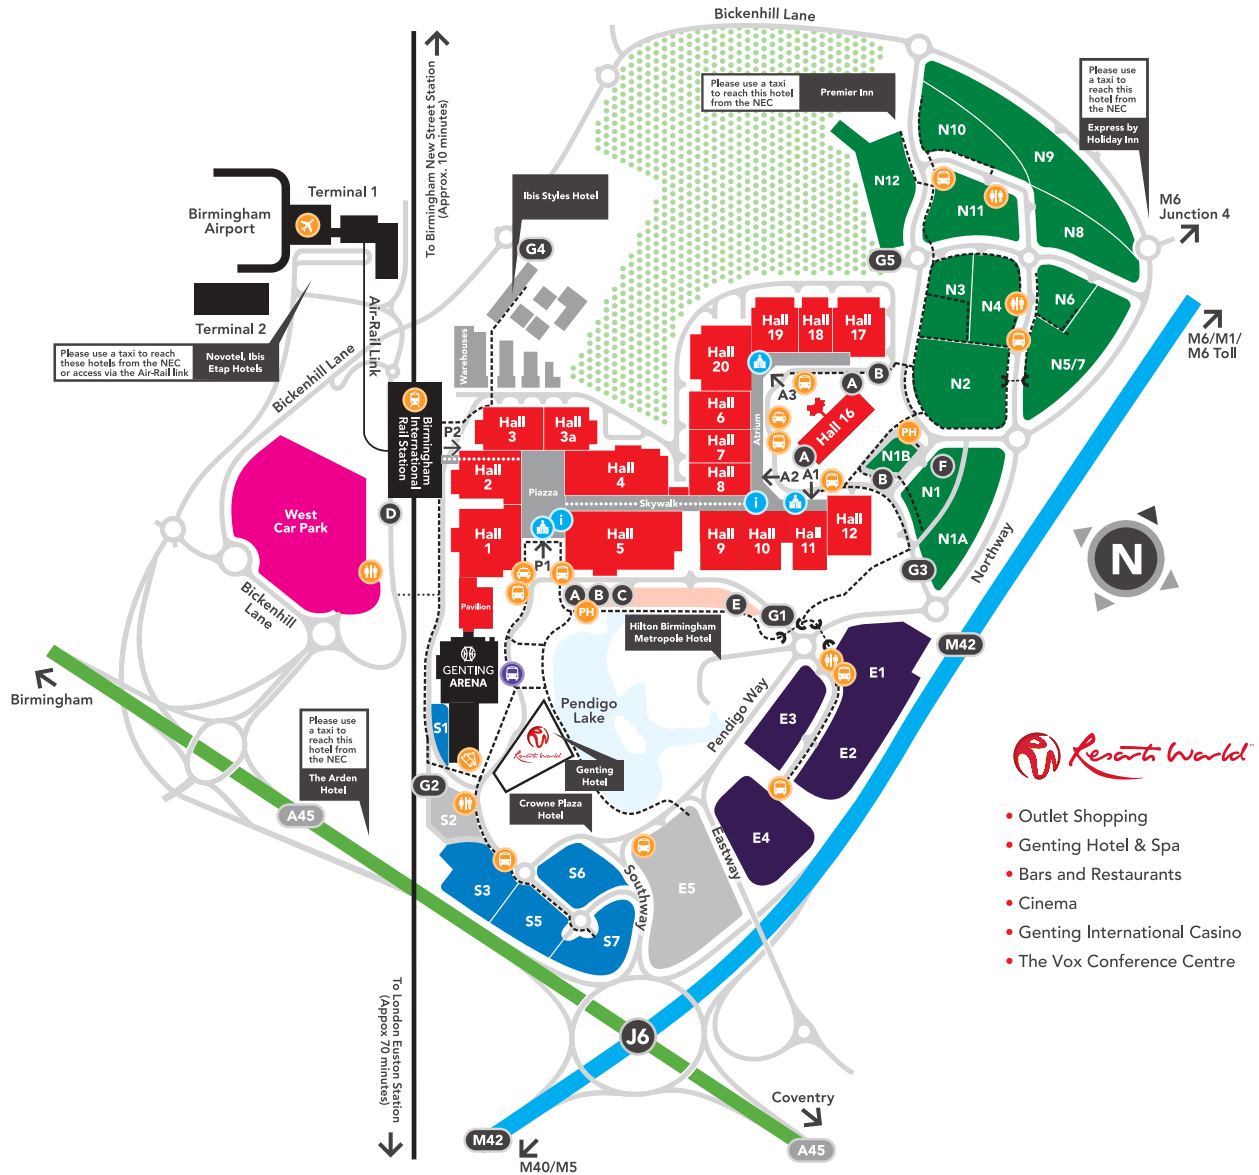 Bickenhill Lane
To Birmingham New Street Station
(Approx. 10 minutes)
Please use a taxi
to reach this hotel
from the NEC
Premier Inn
Please use
a taxi to
reach this
hotel from
the NEC
Express by
Holiday Inn
N10
N9
N12
N11
N8
M6
Junction 4
Terminal 1
Birmingham
Airport
Ibis Styles Hotel
G4
G5
N3
N4
N6
N5/7
N2
M6/M1/
M6 Toll
Terminal 2
Air-Rail Link
Please use a taxi to reach
these hotels from the NEC
or access via the Air-Rail link
Novotel, Ibis
Etap Hotels
Bickenhill Lane
Warehouses
Birmingham
International
Rail Station
P2
Hall
19
Hall
18
Hall
17
Hall
20
A
B
A3
Hall
6
Hall
7
Hall
8
Atrium
Hall 16
A
A1
A2
PH
N1B
B
F
N1
N1A
Northway
Hall
3
Hall
3a
Hall
2
Hall
4
Piazza
Skywalk
i
i
Hall
1
Hall
5
Hall
9
Hall
10
Hall
11
Hall
12
P1
West
Car Park
D
Bickenhill
Lane
G3
N
Pavilion
A
B
C
E
G1
PH
Hilton Birmingham
Metropole Hotel
M42
GENTING
ARENA
Pendigo
Lake
Pendigo Way
E1
E3
E2
E4
Birmingham
Please use
a taxi to
reach this
hotel from
the NEC
The Arden
Hotel
A45
S1
G2
S2
Resorts World
Genting
Hotel
Crowne Plaza
Hotel
S3
S5
S6
S7
Southway
E5
Eastway
Resorts World
• Outlet Shopping
• Genting Hotel & Spa
• Bars and Restaurants
• Cinema
• Genting International Casino
• The Vox Conference Centre
To London Euston Station
(Appox 70 minutes)
J6
Coventry
A45
M42
M40/M5